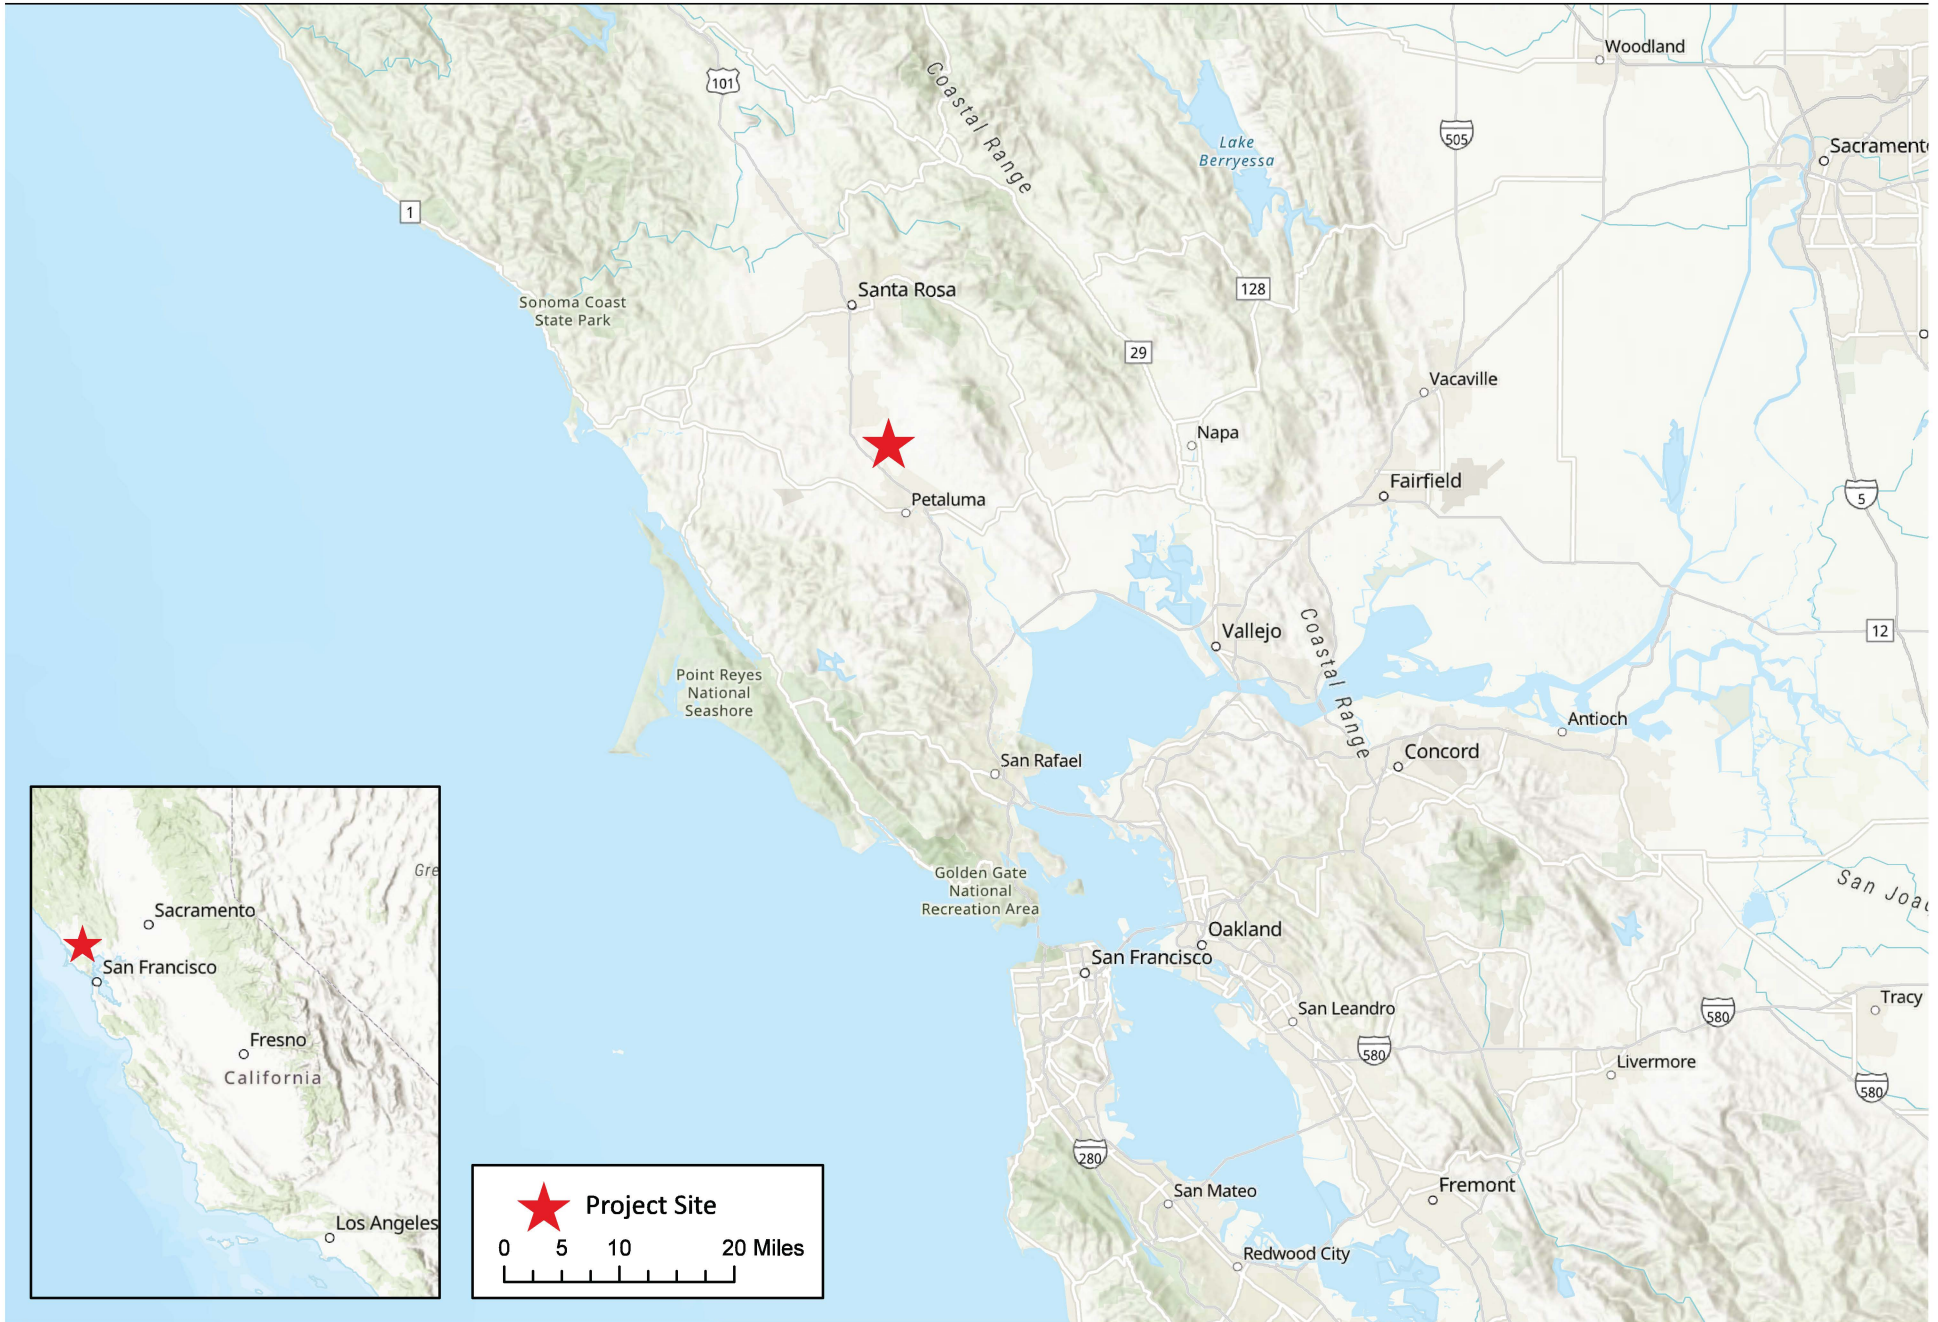 Woodland
101
Coastal Range
505
Lake
Berryessa
Sacramento
1
128
Santa Rosa
Sonoma Coast
State Park
29
Vacaville
Napa
Fairfield
Petaluma
5
Vallejo
12
Coastal Range
Point Reyes
National
Seashore
Antioch
Concord
San Rafael
Golden Gate
National
Recreation Area
San Joa
Oakland
San Francisco
San Leandro
580
580
Tracy
Livermore
580
280
San Mateo
Fremont
Redwood City
Gre
Sacramento
San Francisco
Fresno
California
Los Angeles
Project Site
0 5 10 20 Miles